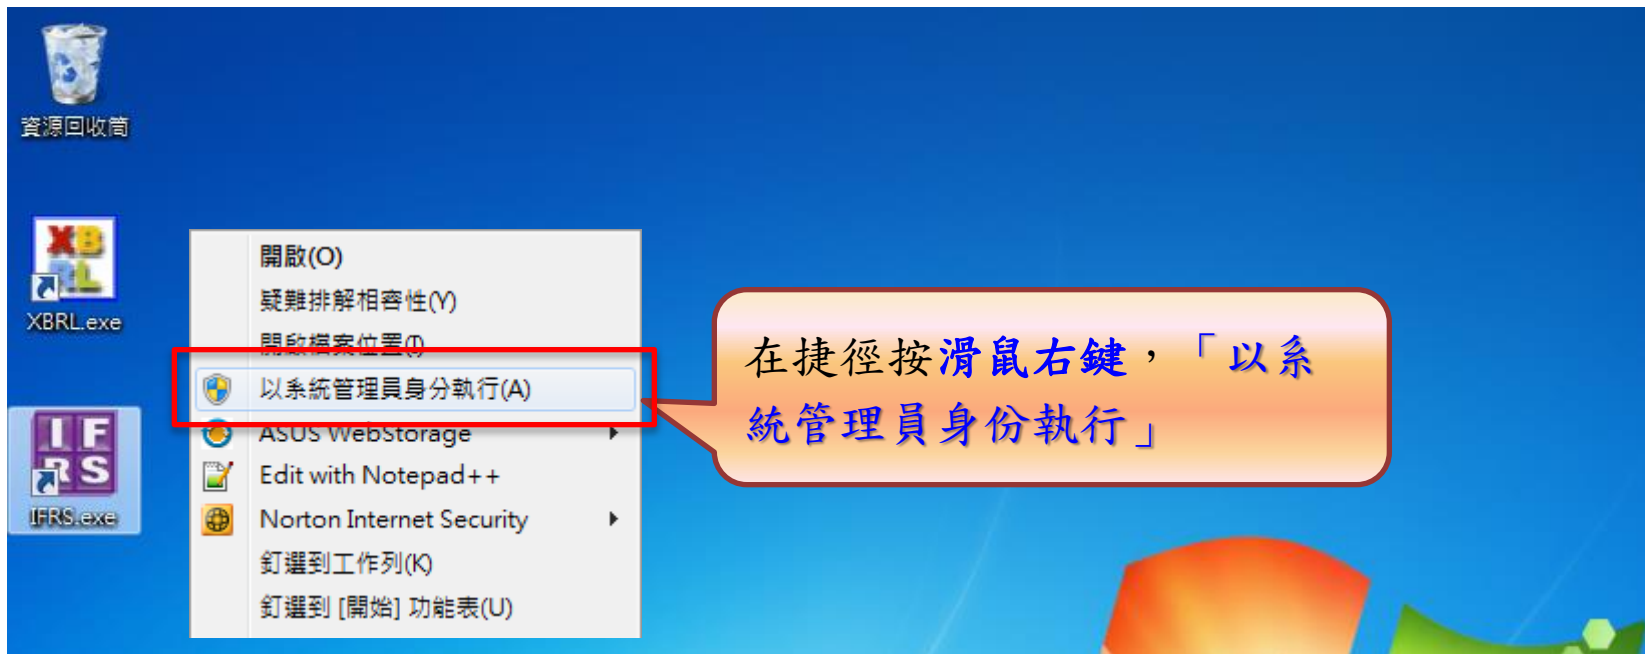 資源回收筒
XBRL
XBRL.exe
IFRS
IFRS.exe
開啟(O)
疑難排解相容性(Y)
開啟檔案位置(I)
以系統管理員身分執行(A)
ASUS WebStorage
Edit with Notepad++
Norton Internet Security
釘選到工作列(K)
釘選到 [開始] 功能表(U)
在捷徑按滑鼠右鍵，「以系
統管理員身份執行」